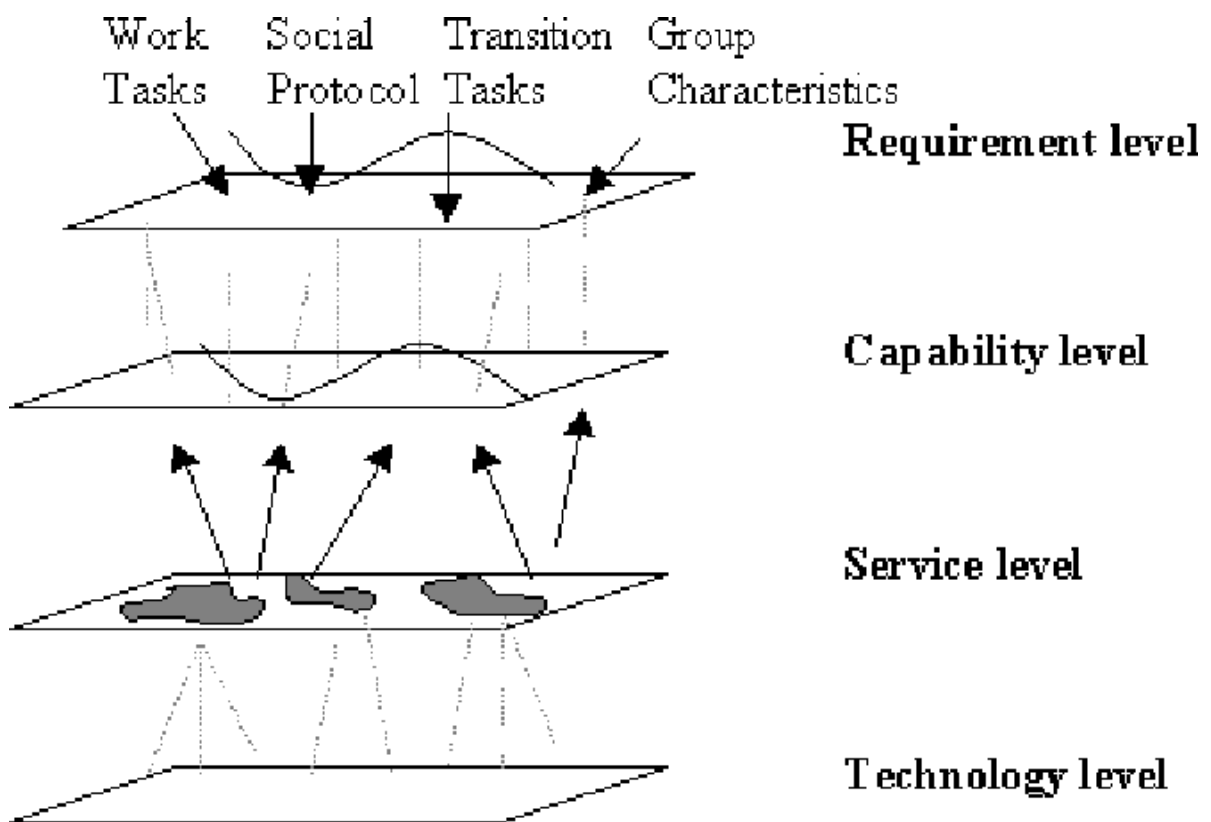 Work Social Transition Group
Tasks Protocol Tasks Characteristics
Requirement level
Capability level
Service level
Technology level